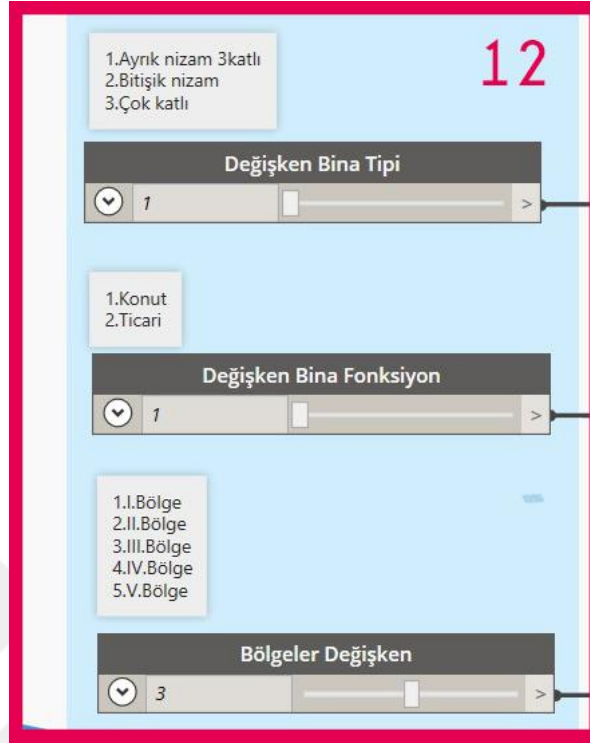 12
1.Ayrık nizam 3katlı
2.Bitişik nizam
3.Çok katlı
Değişken Bina Tipi
1 >
1.Konut
2.Ticari
Değişken Bina Fonksiyon
1 >
1.I.Bölge
2.II.Bölge
3.III.Bölge
4.IV.Bölge
5.V.Bölge
Bölgeler Değişken
3 >